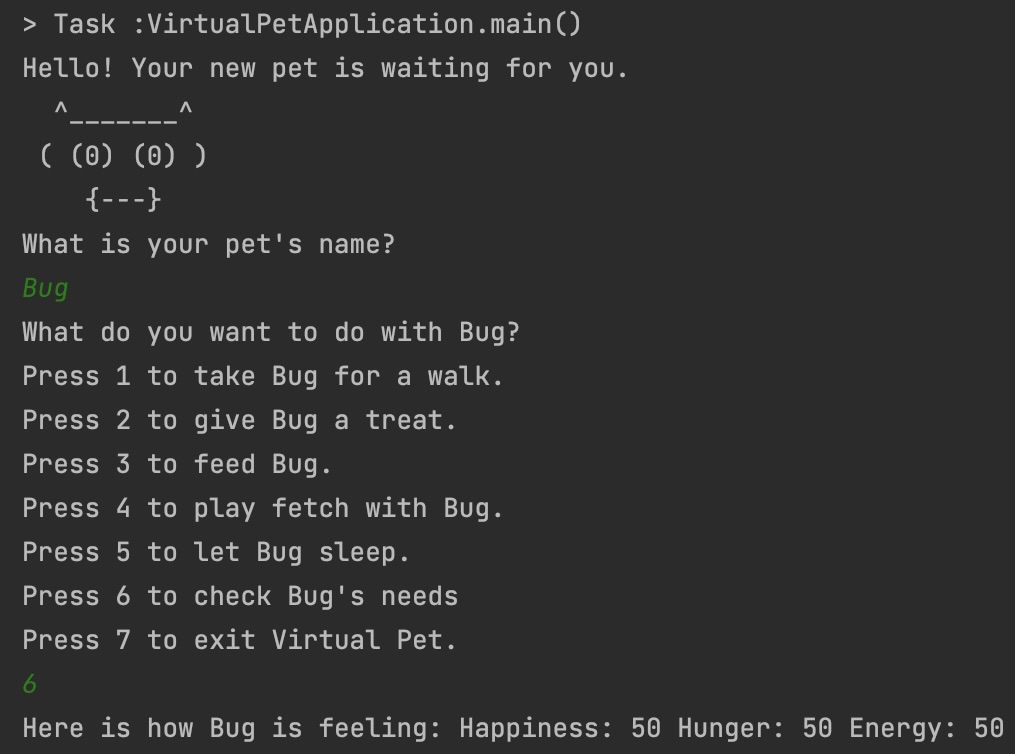 > Task :VirtualPetApplication.main()
Hello! Your new pet is waiting for you.
  ^_______^
 ( (0) (0) )
    {---}
What is your pet's name?
Bug
What do you want to do with Bug?
Press 1 to take Bug for a walk.
Press 2 to give Bug a treat.
Press 3 to feed Bug.
Press 4 to play fetch with Bug.
Press 5 to let Bug sleep.
Press 6 to check Bug's needs
Press 7 to exit Virtual Pet.
6
Here is how Bug is feeling: Happiness: 50 Hunger: 50 Energy: 50